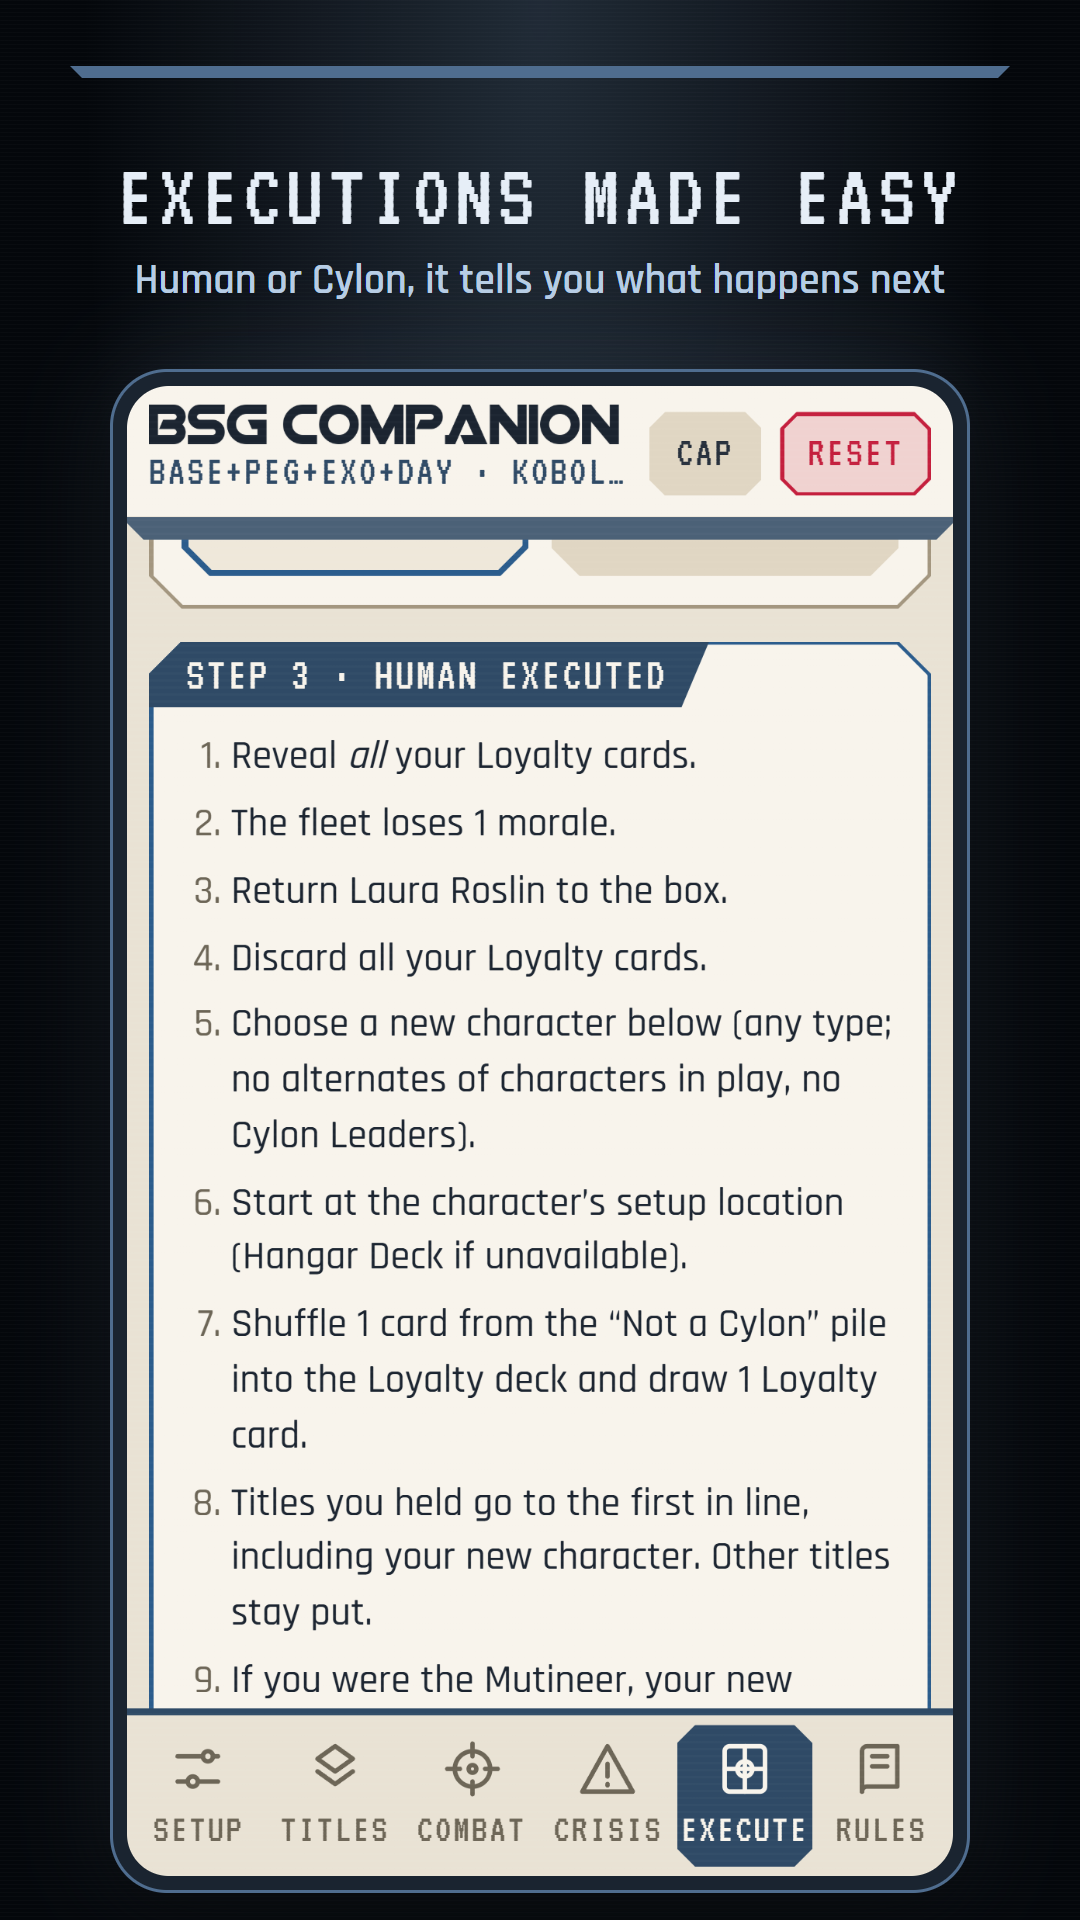 EXECUTIONS MADE EASY
Human or Cylon, it tells you what happens next
BSG COMPANION
BASE+PEG+EXO+DAY · KOBOL…
CAP
RESET
STEP 3 · HUMAN EXECUTED
1. Reveal all your Loyalty cards.
2. The fleet loses 1 morale.
3. Return Laura Roslin to the box.
4. Discard all your Loyalty cards.
5. Choose a new character below (any type;
no alternates of characters in play, no
Cylon Leaders).
6. Start at the character’s setup location
(Hangar Deck if unavailable).
7. Shuffle 1 card from the “Not a Cylon” pile
into the Loyalty deck and draw 1 Loyalty
card.
8. Titles you held go to the first in line,
including your new character. Other titles
stay put.
9. If you were the Mutineer, your new
SETUP
TITLES
COMBAT
CRISIS
EXECUTE
RULES